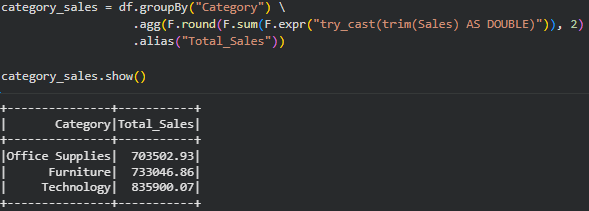 category_sales = df.groupBy("Category") \
                   .agg(F.round(F.sum(F.expr("try_cast(trim(Sales) AS DOUBLE)")), 2)
                   .alias("Total_Sales"))

category_sales.show()

+---------------+-----------+
|       Category|Total_Sales|
+---------------+-----------+
|Office Supplies|  703502.93|
|      Furniture|  733046.86|
|     Technology|  835900.07|
+---------------+-----------+